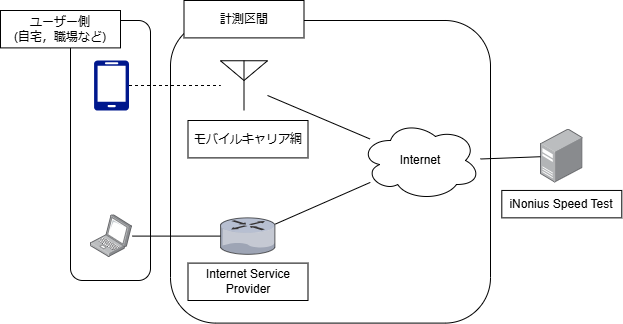 ユーザー側
(自宅，職場など)
計測区間
モバイルキャリア網
Internet
iNonius Speed Test
Internet Service
Provider